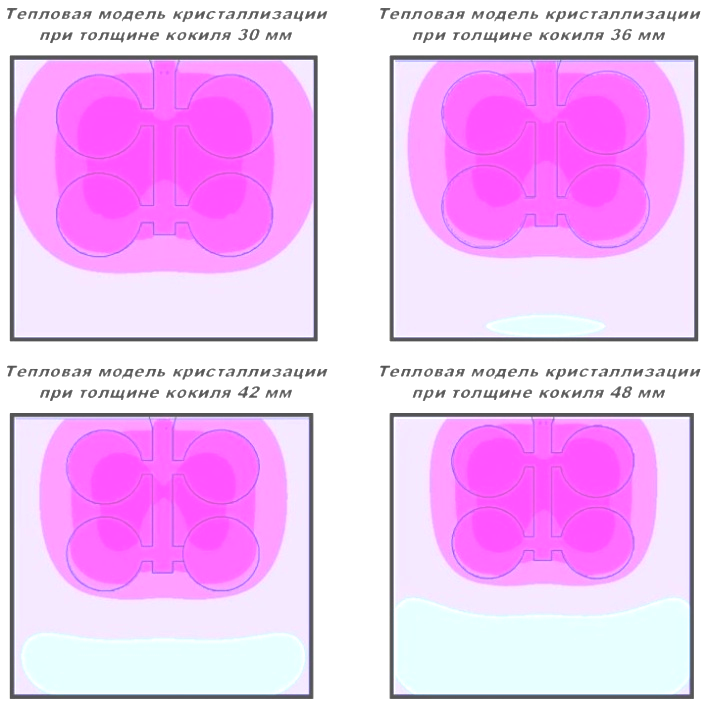 Тепловая модель кристаллизации
при толщине кокиля 30 мм
Тепловая модель кристаллизации
при толщине кокиля 36 мм
Тепловая модель кристаллизации
при толщине кокиля 42 мм
Тепловая модель кристаллизации
при толщине кокиля 48 мм